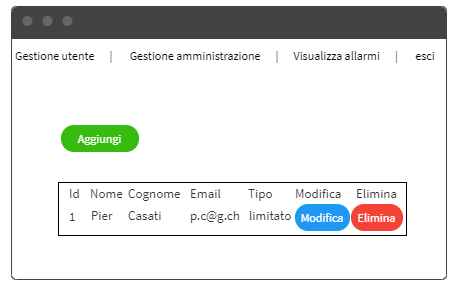 Gestione utente | Gestione amministrazione | Visualizza allarmi | esci
Aggiungi
Id Nome Cognome Email Tipo Modifica Elimina
1 Pier Casati p.c@g.ch limitato Modifica Elimina